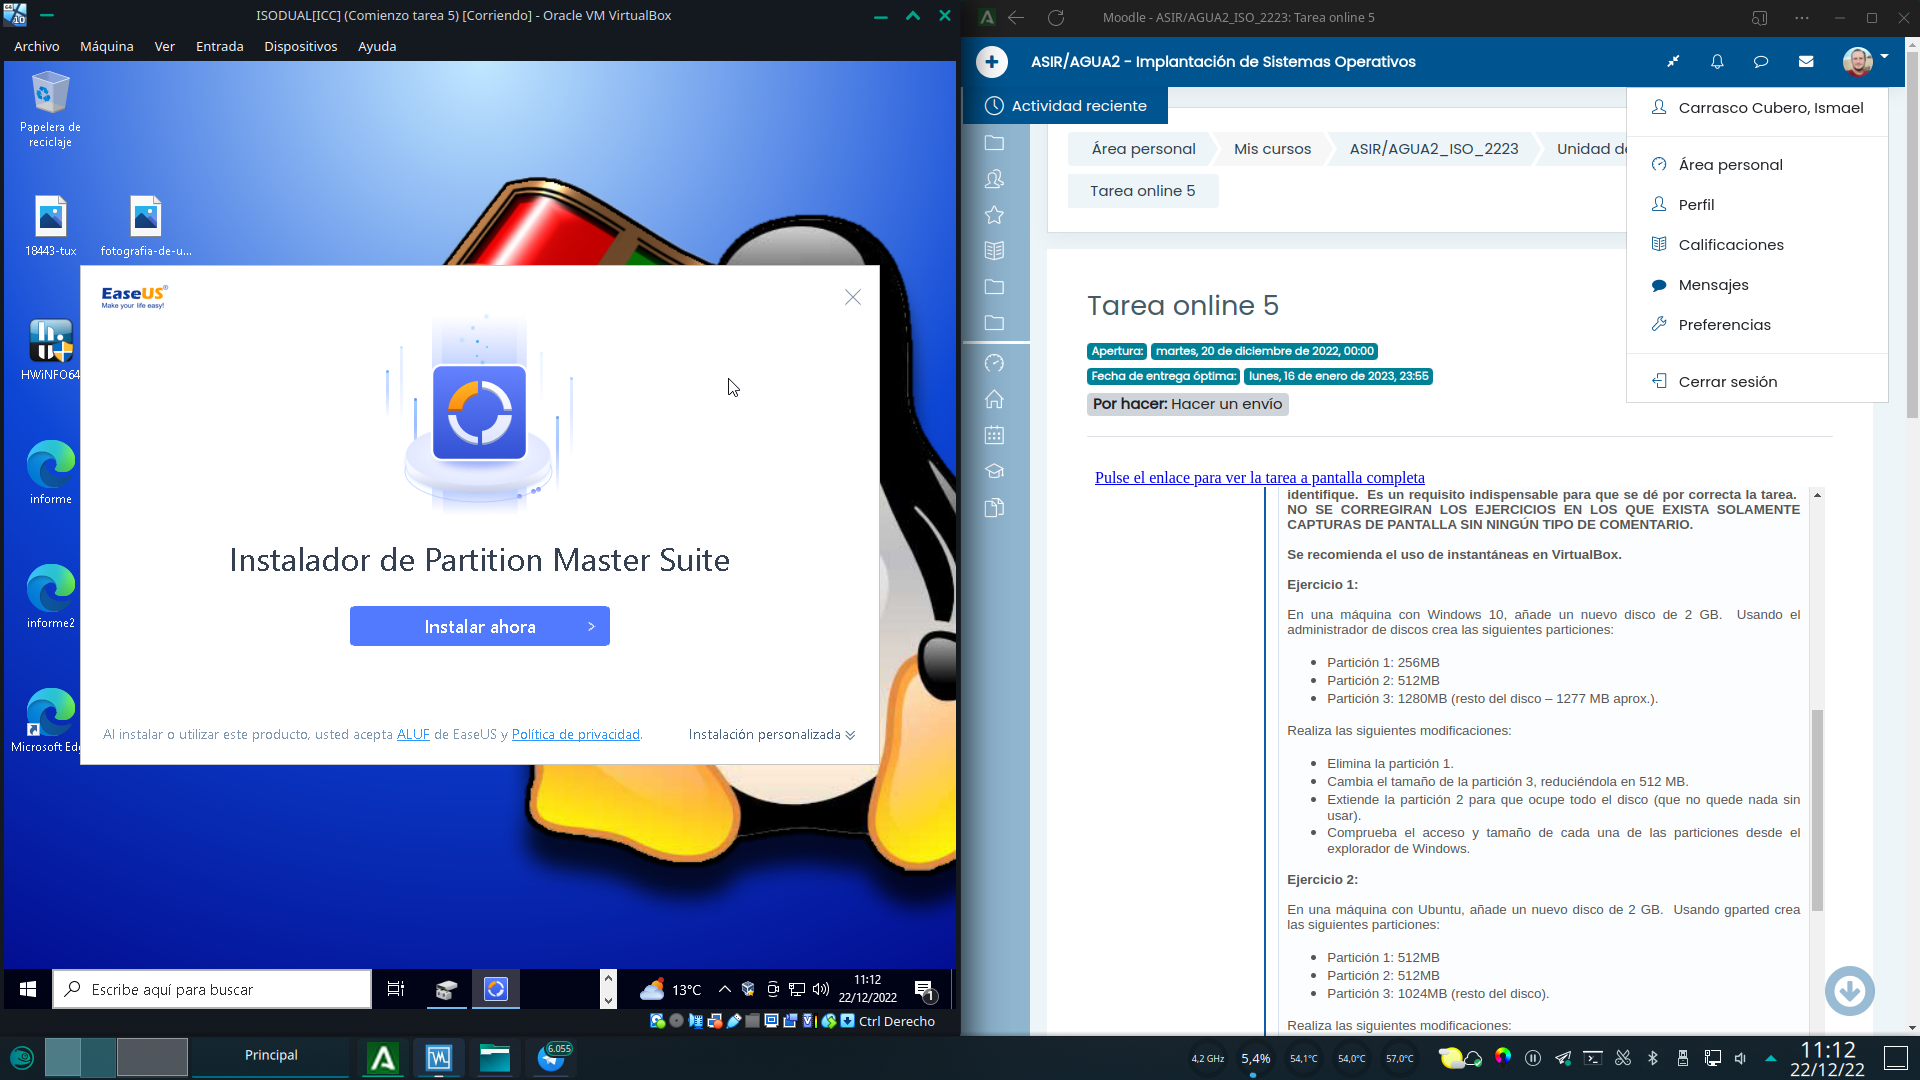 ISODUAL[ICC] (Comienzo tarea 5) [Corriendo] - Oracle VM VirtualBox
Archivo Máquina Ver Entrada Dispositivos Ayuda
Papelera de
reciclaje
18443-tux
fotografia-de-u...
HWiNFO64
informe
informe2
Microsoft Ed
EaseUS®
Make your life easy!
Instalador de Partition Master Suite
Instalar ahora >
Al instalar o utilizar este producto, usted acepta ALUF de EaseUS y Política de privacidad.
Instalación personalizada
Escribe aquí para buscar
13°C
11:12
22/12/2022
1
Ctrl Derecho
Moodle - ASIR/AGUA2_ISO_2223: Tarea online 5
ASIR/AGUA2 - Implantación de Sistemas Operativos
Actividad reciente
Carrasco Cubero, Ismael
Área personal
Perfil
Calificaciones
Mensajes
Preferencias
Cerrar sesión
Área personal Mis cursos ASIR/AGUA2_ISO_2223 Unidad d
Tarea online 5
Tarea online 5
Apertura: martes, 20 de diciembre de 2022, 00:00
Fecha de entrega óptima: lunes, 16 de enero de 2023, 23:55
Por hacer: Hacer un envío
Pulse el enlace para ver la tarea a pantalla completa
identifique. Es un requisito indispensable para que se dé por correcta la tarea.
NO SE CORREGIRAN LOS EJERCICIOS EN LOS QUE EXISTA SOLAMENTE
CAPTURAS DE PANTALLA SIN NINGÚN TIPO DE COMENTARIO.
Se recomienda el uso de instantáneas en VirtualBox.
Ejercicio 1:
En una máquina con Windows 10, añade un nuevo disco de 2 GB. Usando el
administrador de discos crea las siguientes particiones:
• Partición 1: 256MB
• Partición 2: 512MB
• Partición 3: 1280MB (resto del disco – 1277 MB aprox.).
Realiza las siguientes modificaciones:
• Elimina la partición 1.
• Cambia el tamaño de la partición 3, reduciéndola en 512 MB.
• Extiende la partición 2 para que ocupe todo el disco (que no quede nada sin
usar).
• Comprueba el acceso y tamaño de cada una de las particiones desde el
explorador de Windows.
Ejercicio 2:
En una máquina con Ubuntu, añade un nuevo disco de 2 GB. Usando gparted crea
las siguientes particiones:
• Partición 1: 512MB
• Partición 2: 512MB
• Partición 3: 1024MB (resto del disco).
Realiza las siguientes modificaciones:
Principal
6.055
4,2 GHz
5,4%
54,1°C
54,0°C
57,0°C
11:12
22/12/22